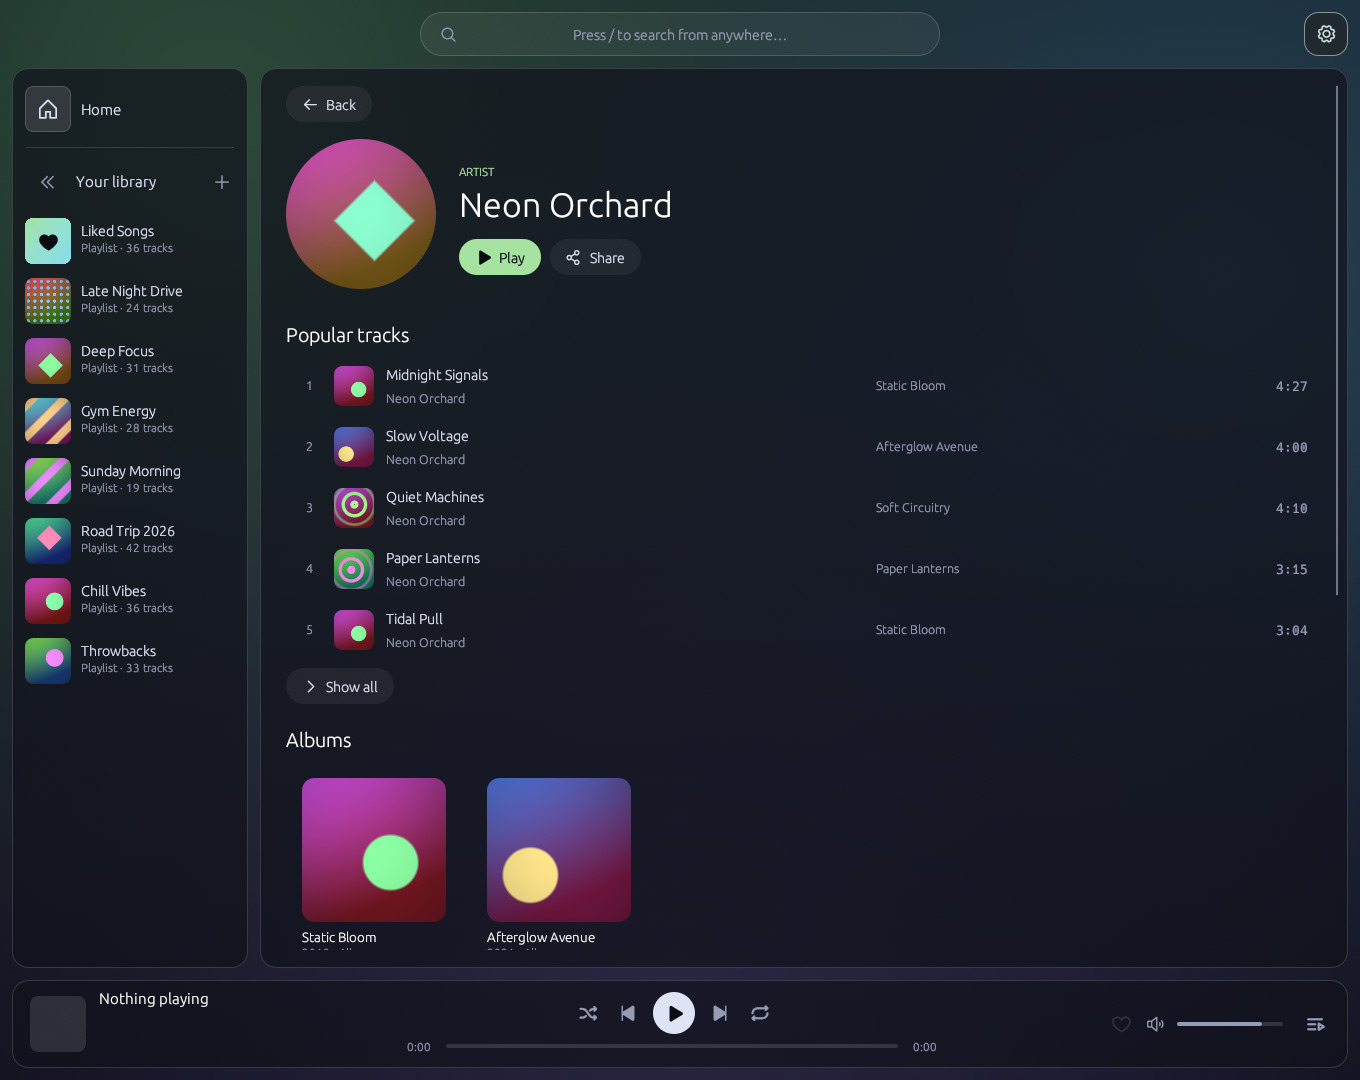 Press / to search from anywhere…
Home
Your library
Liked Songs
Playlist · 36 tracks
Late Night Drive
Playlist · 24 tracks
Deep Focus
Playlist · 31 tracks
Gym Energy
Playlist · 28 tracks
Sunday Morning
Playlist · 19 tracks
Road Trip 2026
Playlist · 42 tracks
Chill Vibes
Playlist · 36 tracks
Throwbacks
Playlist · 33 tracks
Back
ARTIST
Neon Orchard
Play
Share
Popular tracks
1 Midnight Signals Static Bloom 4:27
Neon Orchard
2 Slow Voltage Afterglow Avenue 4:00
Neon Orchard
3 Quiet Machines Soft Circuitry 4:10
Neon Orchard
4 Paper Lanterns Paper Lanterns 3:15
Neon Orchard
5 Tidal Pull Static Bloom 3:04
Neon Orchard
Show all
Albums
Static Bloom
Afterglow Avenue
Nothing playing
0:00
0:00